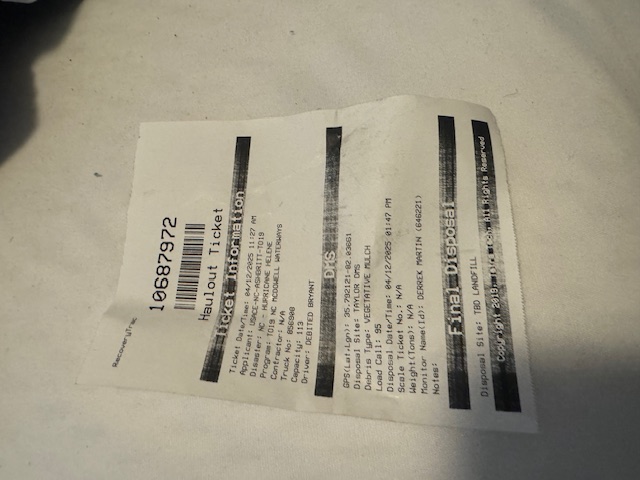 RecoveryTrac
10687972
Haulout Ticket
Ticket Information
Ticket Date/Time: 04/12/2025 11:27 AM
Applicant: USACE-NC-ASHBRITT-TO19
Disaster: NC - HURRICANE HELENE
Program: TO19 NC MCDOWELL WATERWAYS
Contractor: N/A
Truck No: 856908
Capacity: 113
Driver: DEBITED BRYANT
DMS
GPS(Lat.Lgn): 35.792121-82.03661
Disposal Site: TAYLOR DMS
Debris Type: VEGETATIVE MULCH
Load Call: 95
Disposal Date/Time: 04/12/2025 01:47 PM
Scale Ticket No.: N/A
Weight(Tons): N/A
Monitor Name(Id): DERREK MARTIN (646221)
Notes:
Final Disposal
Disposal Site: TBD LANDFILL
Copyright 2019, Tetra Tech. All Rights Reserved